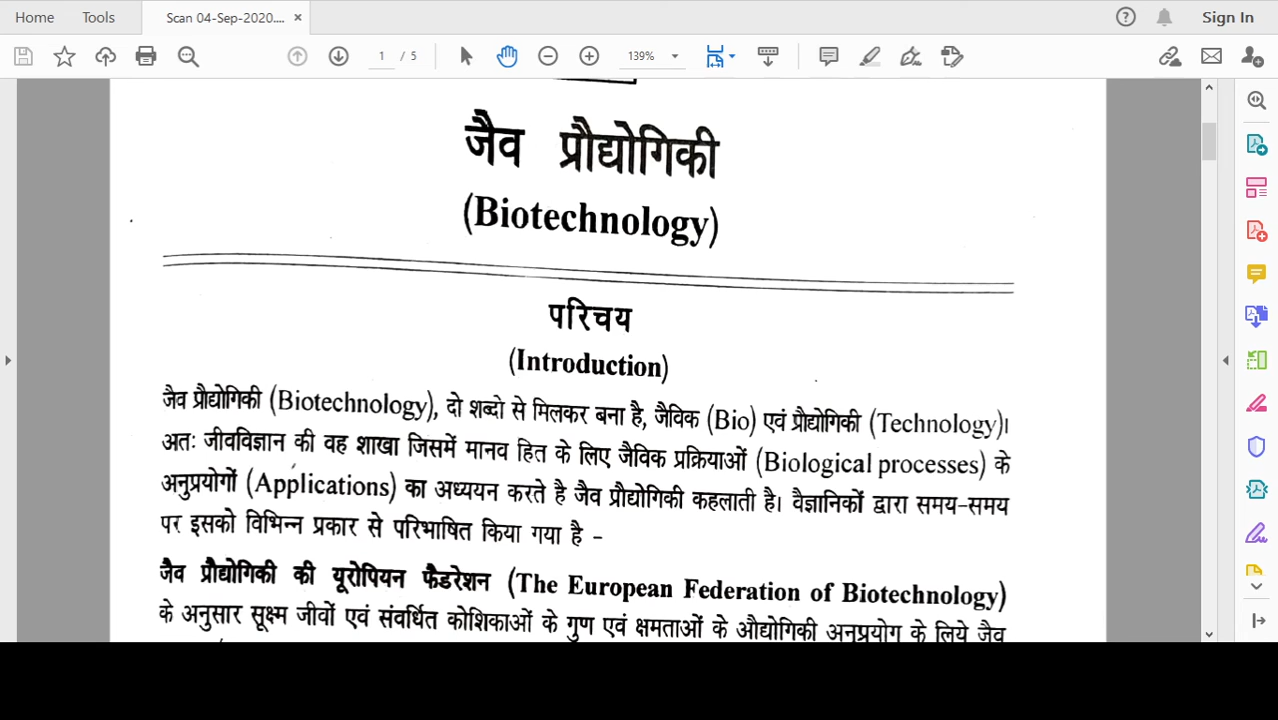 Home Tools Scan 04-Sep-2020.... × Sign In
1 / 5 139%
जैव प्रौद्योगिकी
(Biotechnology)
परिचय
(Introduction)
जैव प्रौद्योगिकी (Biotechnology), दो शब्दो से मिलकर बना है, जैविक (Bio) एवं प्रौद्योगिकी (Technology)।
अतः जीवविज्ञान की वह शाखा जिसमें मानव हित के लिए जैविक प्रक्रियाओं (Biological processes) के
अनुप्रयोगों (Applications) का अध्ययन करते है जैव प्रौद्योगिकी कहलाती है। वैज्ञानिकों द्वारा समय-समय
पर इसको विभिन्न प्रकार से परिभाषित किया गया है -
जैव प्रौद्योगिकी की यूरोपियन फैडरेशन (The European Federation of Biotechnology)
के अनुसार सूक्ष्म जीवों एवं संवर्धित कोशिकाओं के गुण एवं क्षमताओं के औद्योगिकी अनुप्रयोग के लिये जैव